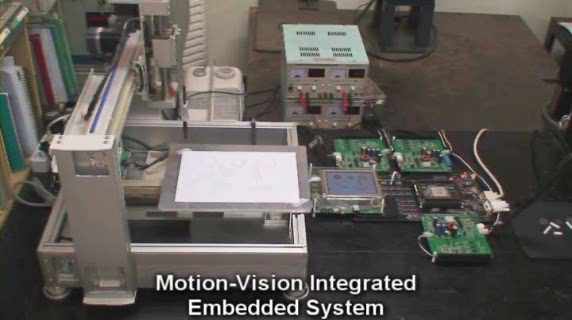 Motion-Vision Integrated
Embedded System